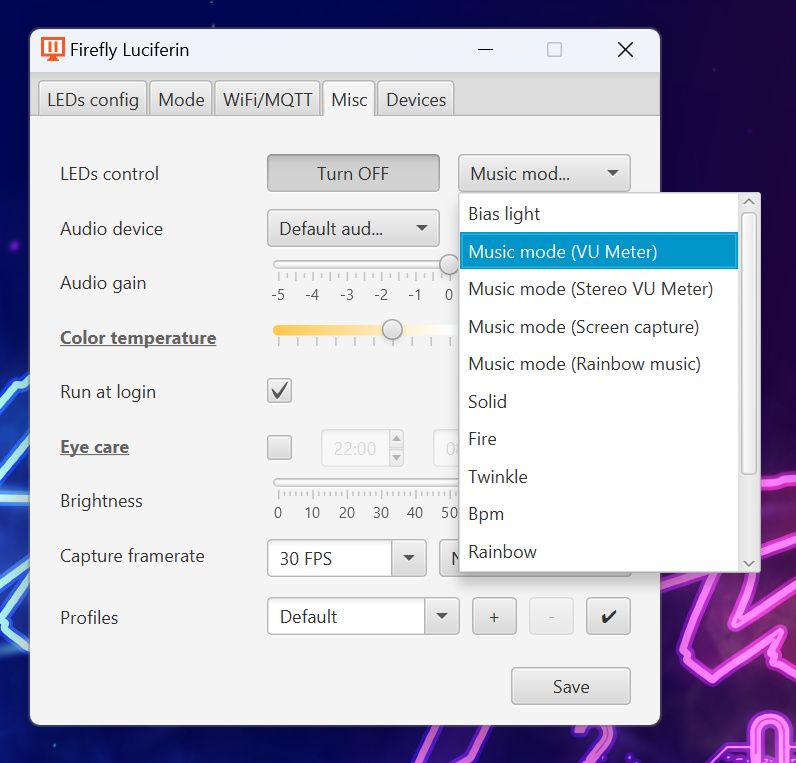 Firefly Luciferin
LEDs config Mode WiFi/MQTT Misc Devices
LEDs control Turn OFF Music mod...
Bias light
Music mode (VU Meter)
Music mode (Stereo VU Meter)
Music mode (Screen capture)
Music mode (Rainbow music)
Solid
Fire
Twinkle
Bpm
Rainbow
Audio device Default aud...
Audio gain
-5 -4 -3 -2 -1 0
Color temperature
Run at login
Eye care 22:00
Brightness
0 10 20 30 40 50
Capture framerate 30 FPS
Profiles Default + -
Save